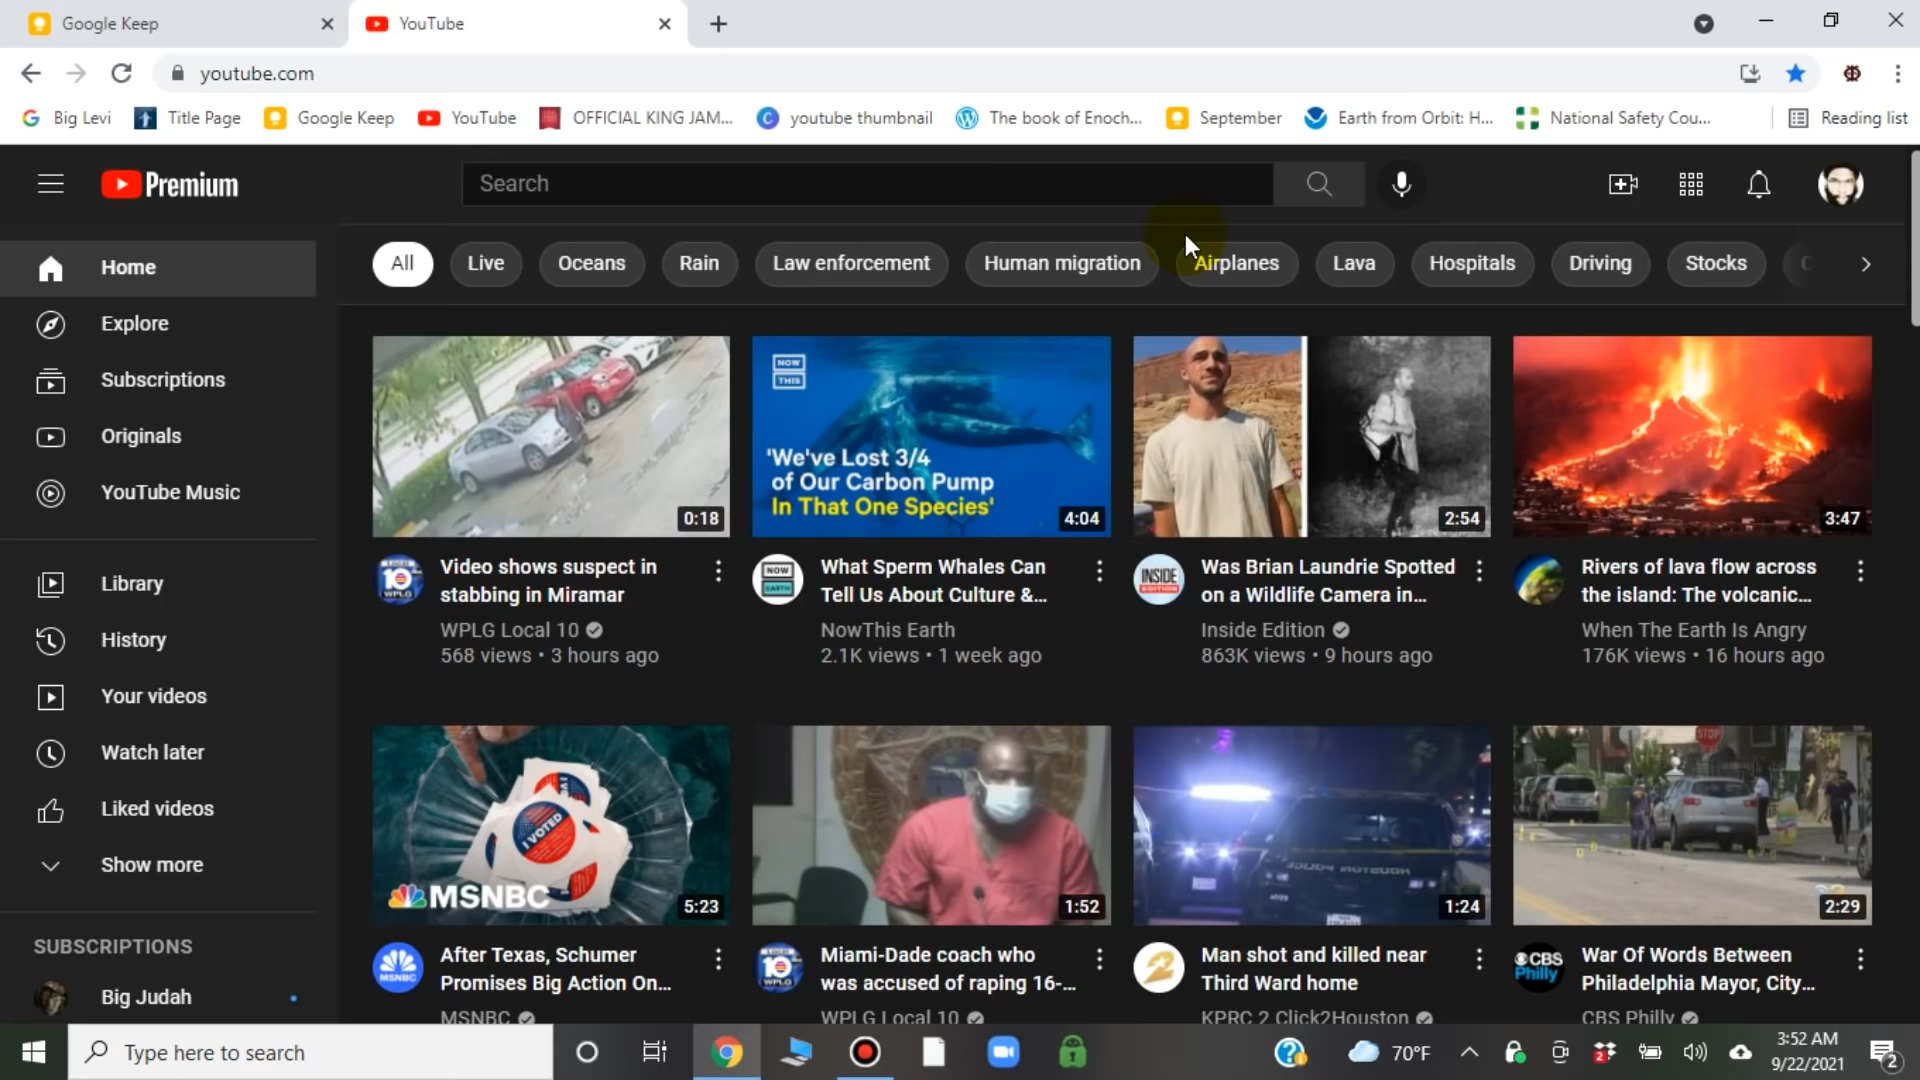 Google Keep
YouTube
youtube.com
Big Levi
Title Page
Google Keep
YouTube
OFFICIAL KING JAM...
youtube thumbnail
The book of Enoch...
September
Earth from Orbit: H...
National Safety Cou...
Reading list
Premium
Search
All
Live
Oceans
Rain
Law enforcement
Human migration
Airplanes
Lava
Hospitals
Driving
Stocks
Home
Explore
Subscriptions
Originals
YouTube Music
Library
History
Your videos
Watch later
Liked videos
Show more
SUBSCRIPTIONS
Big Judah
0:18
Video shows suspect in
stabbing in Miramar
WPLG Local 10
568 views • 3 hours ago
NOW
THIS
'We've Lost 3/4
of Our Carbon Pump
In That One Species'
4:04
NOW
EARTH
What Sperm Whales Can
Tell Us About Culture &...
NowThis Earth
2.1K views • 1 week ago
2:54
INSIDE
EDITION
Was Brian Laundrie Spotted
on a Wildlife Camera in...
Inside Edition
863K views • 9 hours ago
3:47
Rivers of lava flow across
the island: The volcanic...
When The Earth Is Angry
176K views • 16 hours ago
I VOTED
MSNBC
5:23
MSNBC
After Texas, Schumer
Promises Big Action On...
MSNBC
1:52
Miami-Dade coach who
was accused of raping 16-...
WPLG Local 10
1:24
2
Man shot and killed near
Third Ward home
KPRC 2 Click2Houston
STOP
2:29
CBS
Philly
War Of Words Between
Philadelphia Mayor, City...
CBS Philly
Type here to search
70°F
3:52 AM
9/22/2021
2